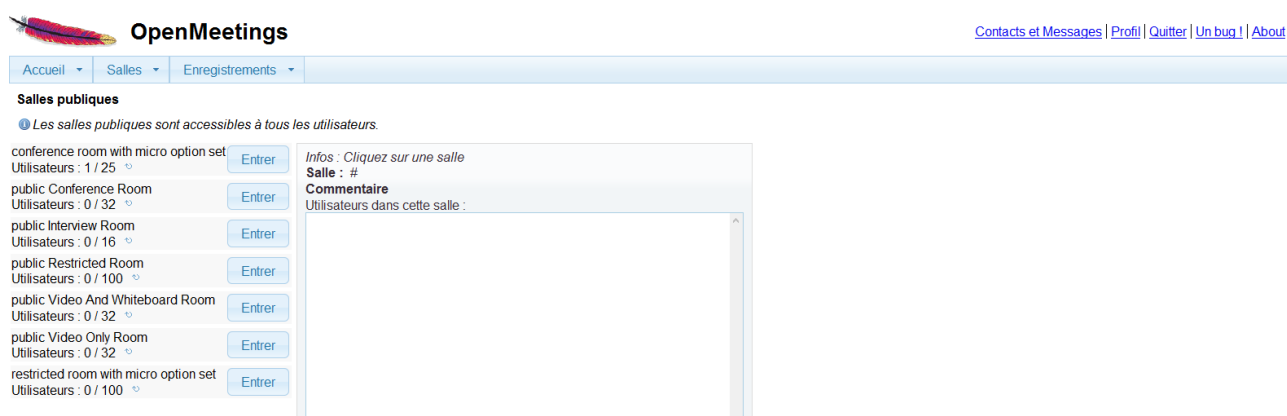 OpenMeetings
Contacts et Messages | Profil | Quitter | Un bug ! | About
Accueil Salles Enregistrements
Salles publiques
Les salles publiques sont accessibles à tous les utilisateurs.
conference room with micro option set
Utilisateurs : 1 / 25
Entrer
public Conference Room
Utilisateurs : 0 / 32
Entrer
public Interview Room
Utilisateurs : 0 / 16
Entrer
public Restricted Room
Utilisateurs : 0 / 100
Entrer
public Video And Whiteboard Room
Utilisateurs : 0 / 32
Entrer
public Video Only Room
Utilisateurs : 0 / 32
Entrer
restricted room with micro option set
Utilisateurs : 0 / 100
Entrer
Infos : Cliquez sur une salle
Salle : #
Commentaire
Utilisateurs dans cette salle :